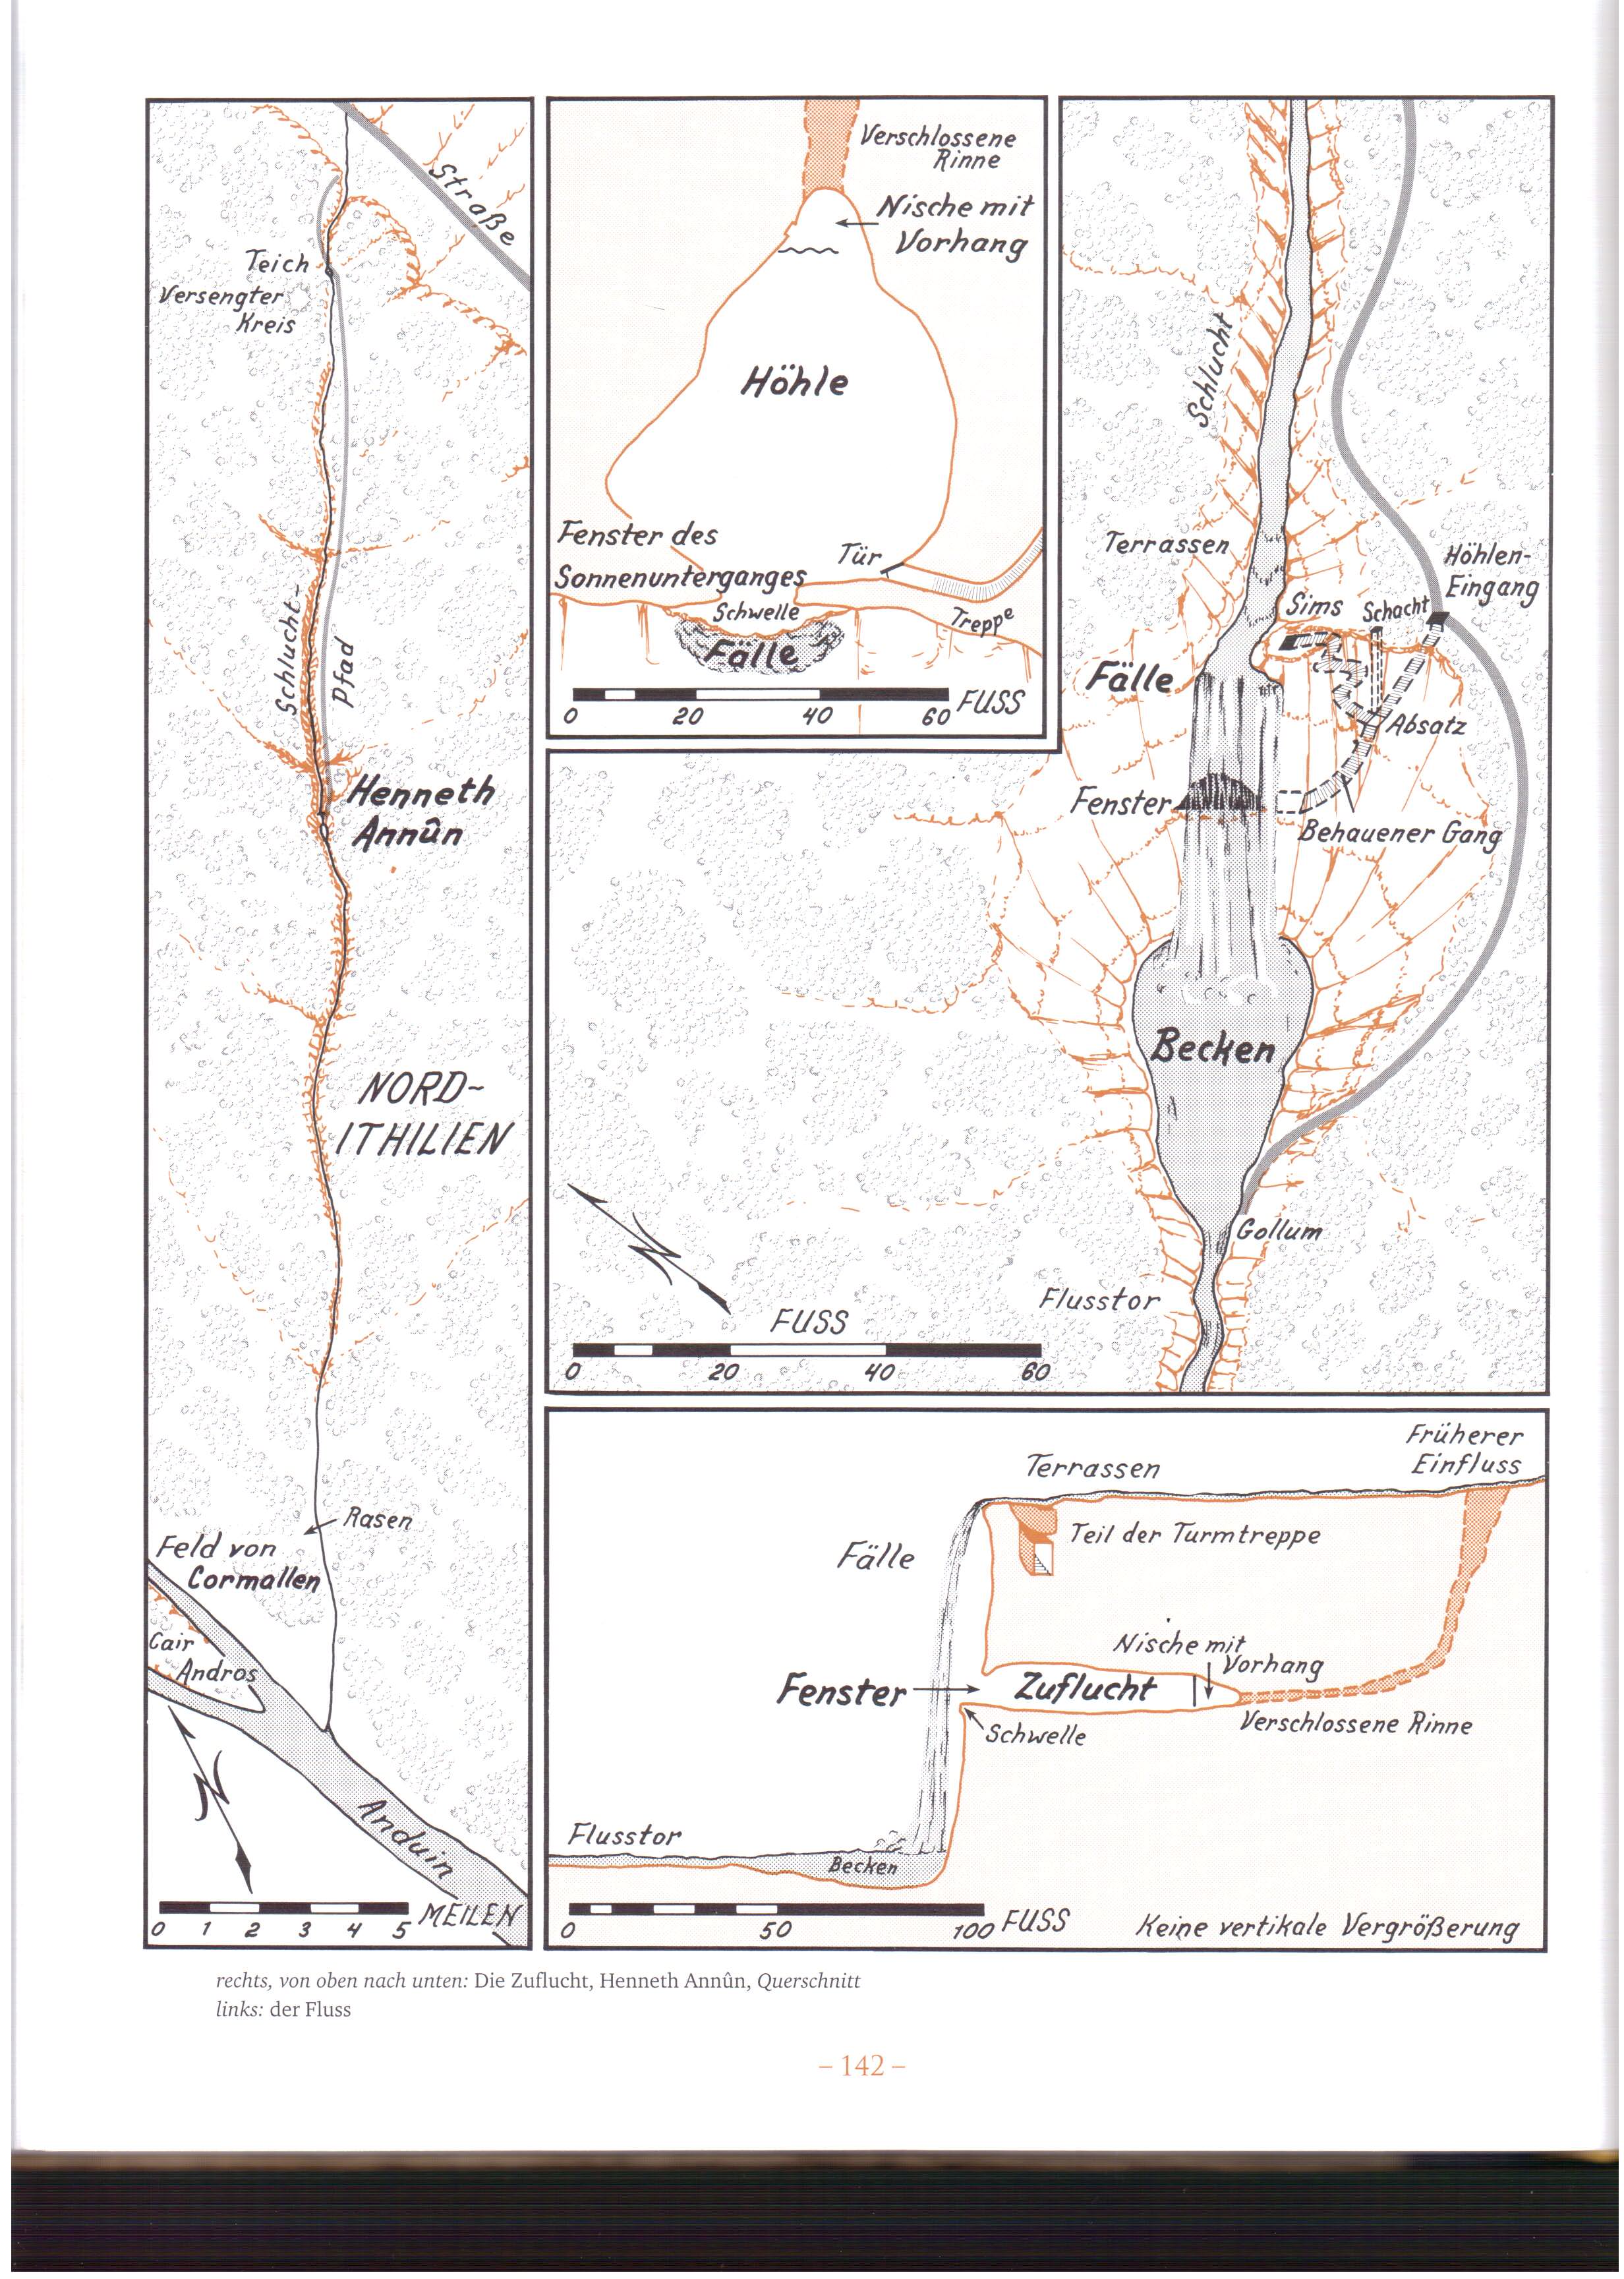 Straße
Teich
Versengter
Kreis
Schlucht-
Pfad
Henneth
Annûn
NORD-
ITHILIEN
Rasen
Feld von
Cormallen
Cair
Andros
N
Anduin
0 1 2 3 4 5 MEILEN
Verschlossene
Rinne
Nische mit
Vorhang
Höhle
Fenster des
Sonnenunterganges
Tür
Schwelle
Treppe
Fälle
0 20 40 60 FUSS
Schlucht
Terrassen
Höhlen-
Eingang
Sims
Schacht
Fälle
Absatz
Fenster
Behauener Gang
Becken
Gollum
Flusstor
N
FUSS
0 20 40 60
Früherer
Einfluss
Terrassen
Teil der Turmtreppe
Fälle
Nische mit
Vorhang
Fenster
Zuflucht
Schwelle
Verschlossene Rinne
Flusstor
Becken
0 50 100 FUSS
Keine vertikale Vergrößerung
rechts, von oben nach unten: Die Zuflucht, Henneth Annûn, Querschnitt
links: der Fluss
– 142 –